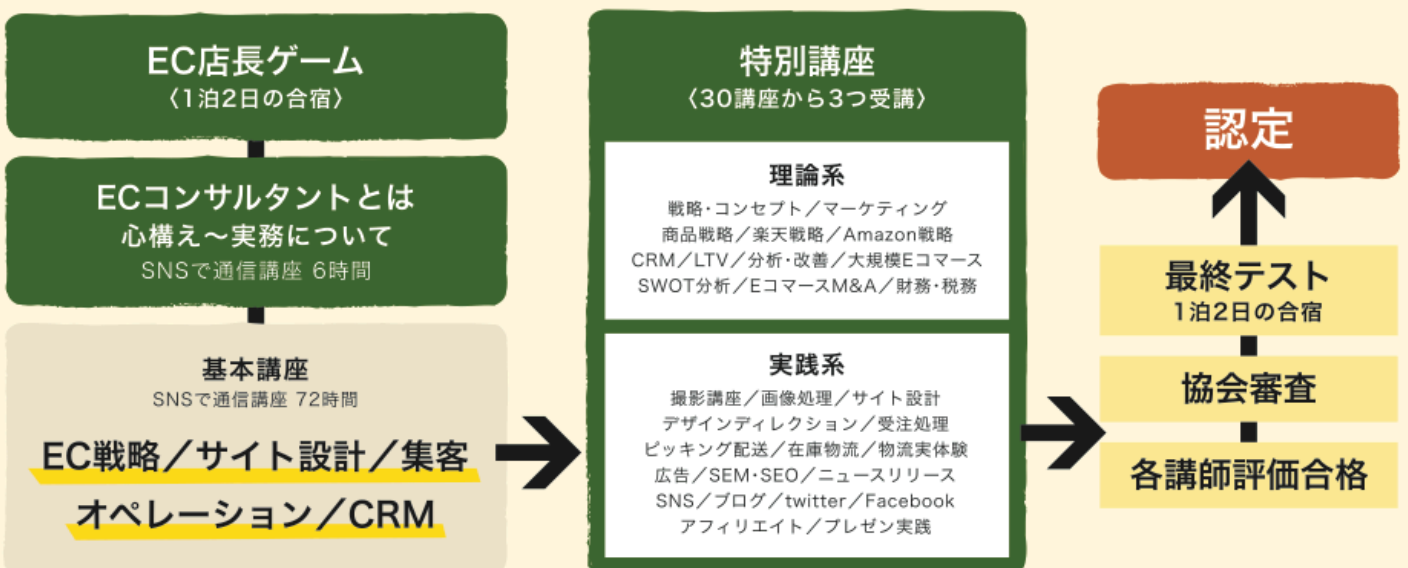 EC店長ゲーム
〈1泊2日の合宿〉
ECコンサルタントとは
心構え〜実務について
SNSで通信講座 6時間
基本講座
SNSで通信講座 72時間
EC戦略／サイト設計／集客
オペレーション／CRM
特別講座
〈30講座から3つ受講〉
理論系
戦略・コンセプト／マーケティング
商品戦略／楽天戦略／Amazon戦略
CRM／LTV／分析・改善／大規模Eコマース
SWOT分析／EコマースM&A／財務・税務
実践系
撮影講座／画像処理／サイト設計
デザインディレクション／受注処理
ピッキング配送／在庫物流／物流実体験
広告／SEM・SEO／ニュースリリース
SNS／ブログ／twitter／Facebook
アフィリエイト／プレゼン実践
認定
最終テスト
1泊2日の合宿
協会審査
各講師評価合格